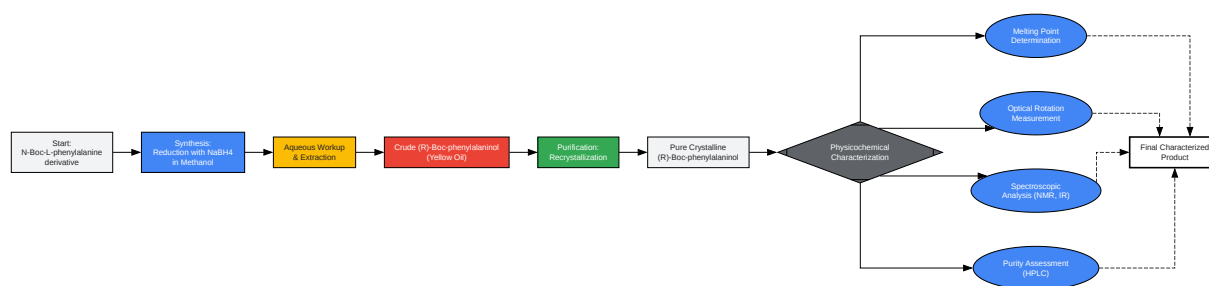 Start:
N-Boc-L-phenylalanine
derivative
Synthesis:
Reduction with NaBH4
in Methanol
Aqueous Workup
& Extraction
Crude (R)-Boc-phenylalaninol
(Yellow Oil)
Purification:
Recrystallization
Pure Crystalline
(R)-Boc-phenylalaninol
Physicochemical
Characterization
Melting Point
Determination
Optical Rotation
Measurement
Spectroscopic
Analysis (NMR, IR)
Purity Assessment
(HPLC)
Final Characterized
Product